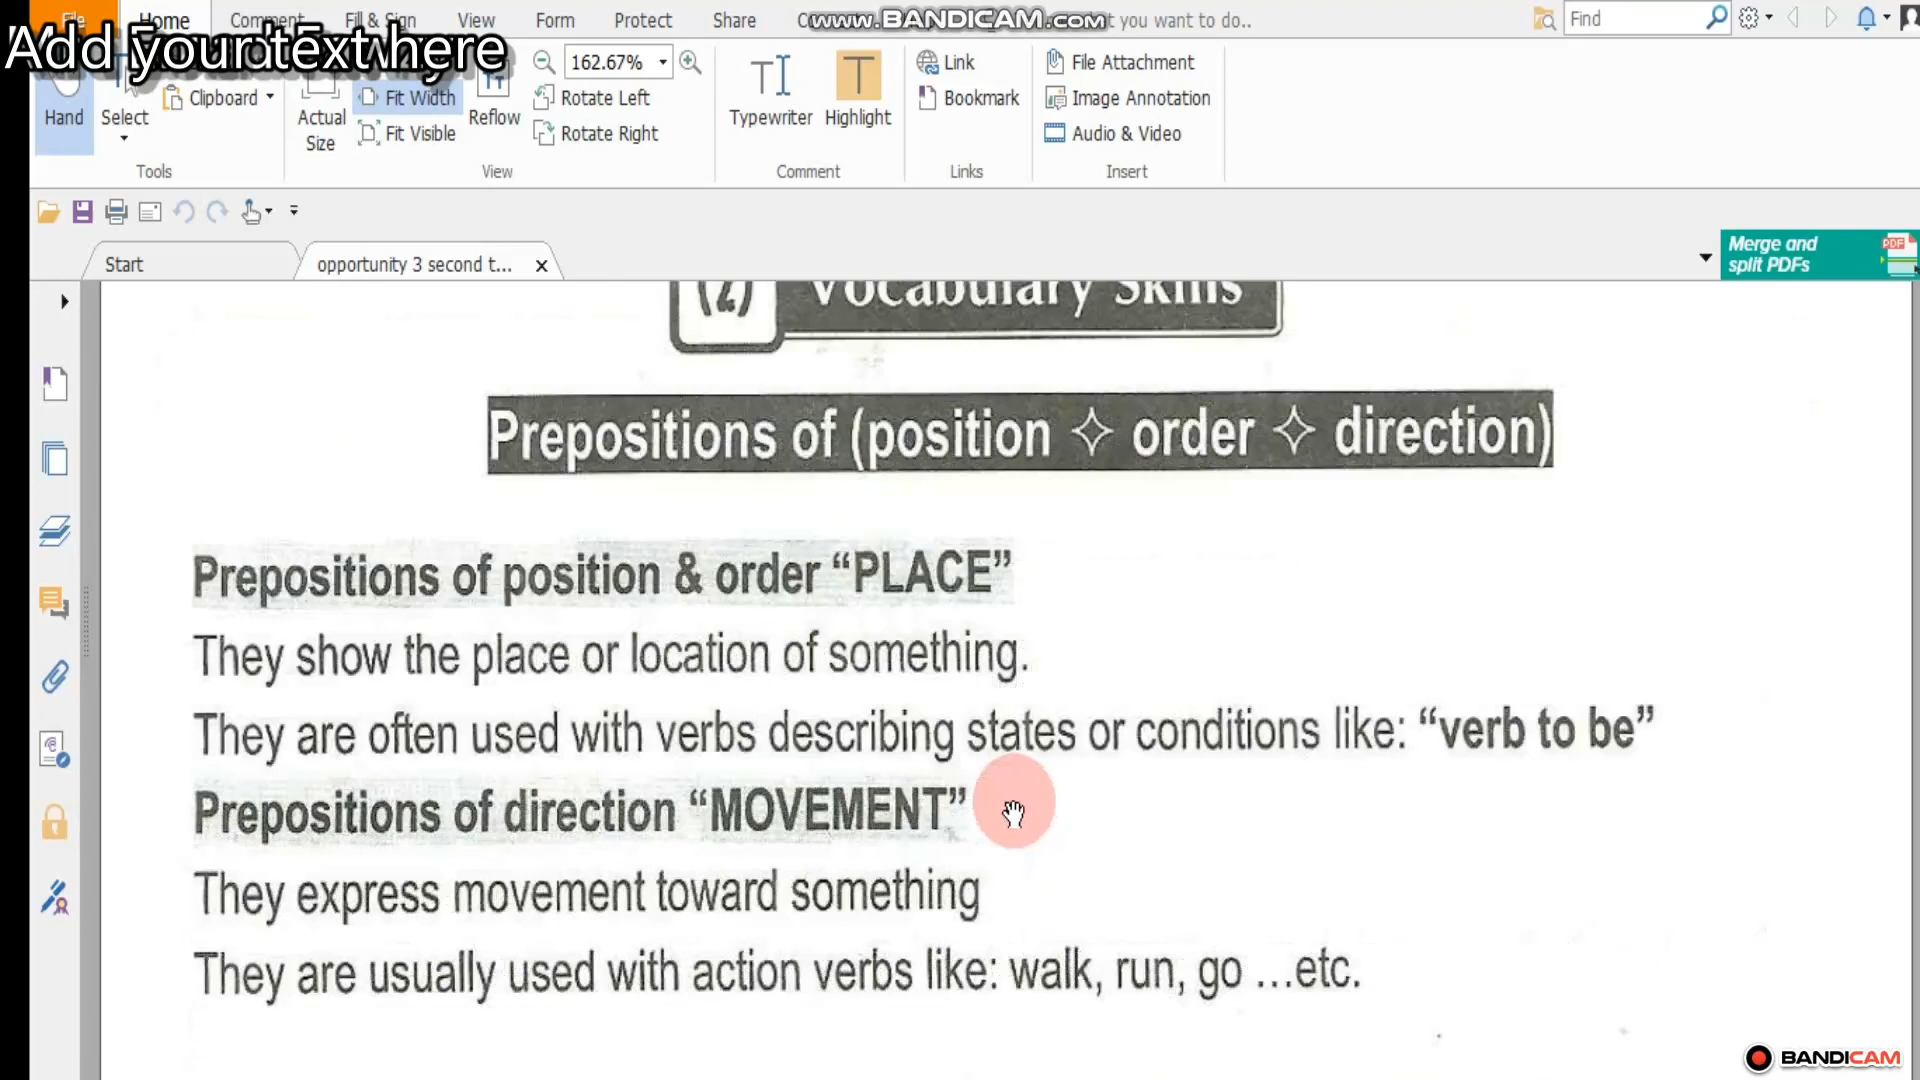 File Home Comment Fill & Sign View Form Protect Share www.BANDICAM.com t you want to do.. Find
Add your text here
162.67%
Link
File Attachment
Clipboard
Fit Width
Rotate Left
Bookmark
Image Annotation
Hand Select Actual Size Fit Visible Reflow Rotate Right Typewriter Highlight Audio & Video
Tools View Comment Links Insert
Start
opportunity 3 second t...
Merge and
split PDFs
PDF
(2) Vocabulary Skills
Prepositions of (position ✧ order ✧ direction)
Prepositions of position & order “PLACE”
They show the place or location of something.
They are often used with verbs describing states or conditions like: “verb to be”
Prepositions of direction “MOVEMENT”
They express movement toward something
They are usually used with action verbs like: walk, run, go ...etc.
BANDICAM